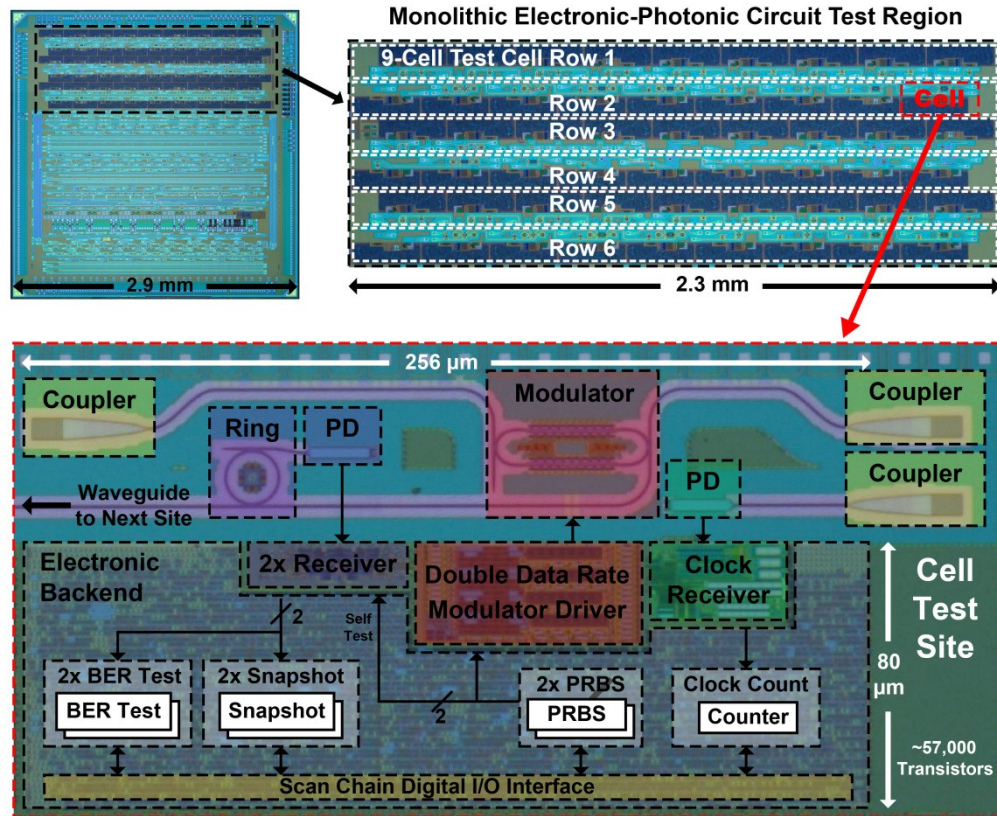 Monolithic Electronic-Photonic Circuit Test Region
9-Cell Test Cell Row 1
Row 2
Cell
Row 3
Row 4
Row 5
Row 6
2.9 mm
2.3 mm
256 µm
Coupler
Ring
PD
Modulator
Coupler
PD
Coupler
Waveguide
to Next Site
Electronic
Backend
2x Receiver
Double Data Rate
Modulator Driver
Clock
Receiver
Cell
Test
Site
2
Self
Test
80
µm
2x BER Test
BER Test
2x Snapshot
Snapshot
2
2x PRBS
PRBS
Clock Count
Counter
~57,000
Transistors
Scan Chain Digital I/O Interface